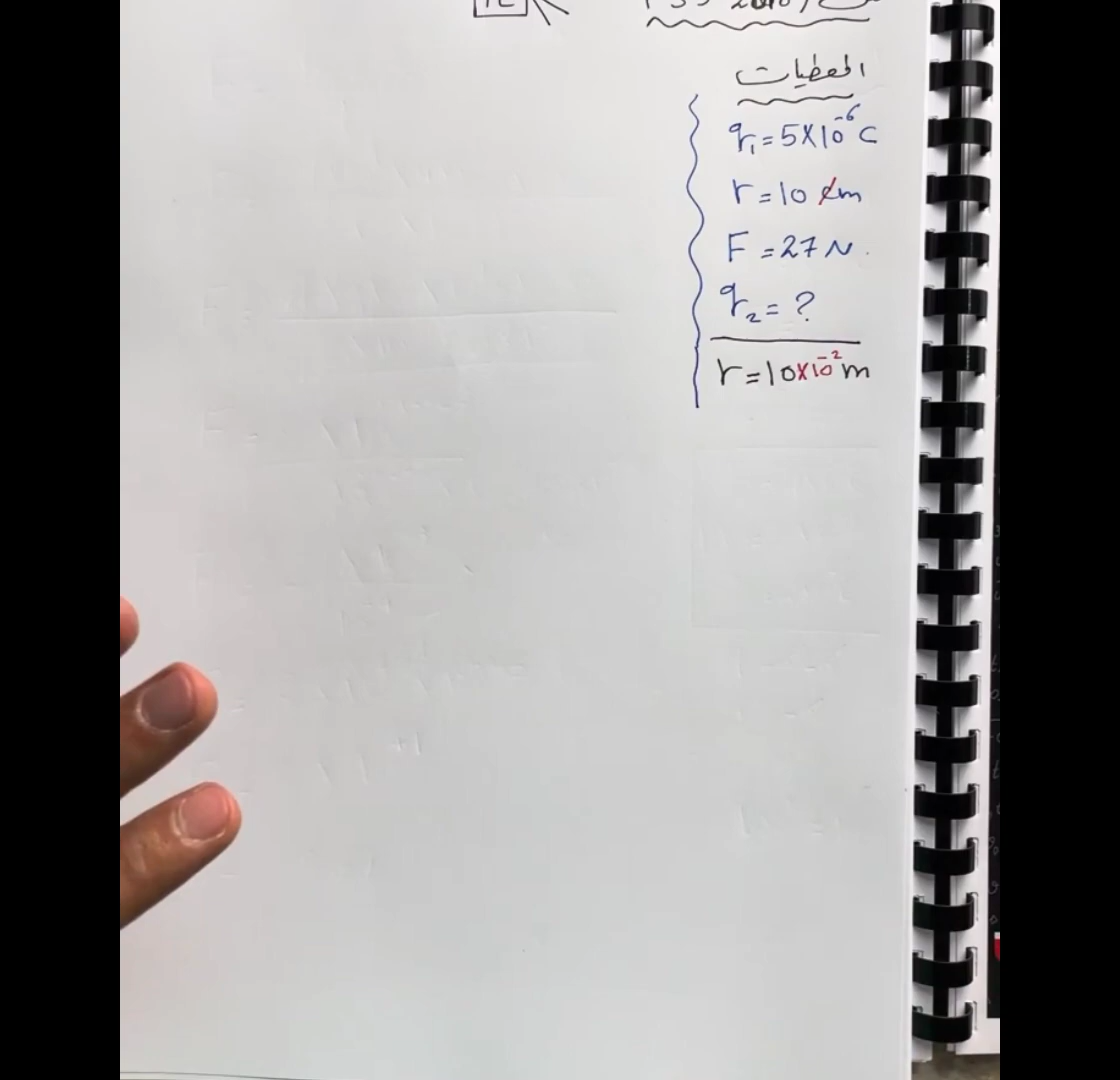 المعطيات
q₁ = 5×10⁻⁶ C
r = 10 cm
F = 27 N
q₂ = ?
r = 10×10⁻² m